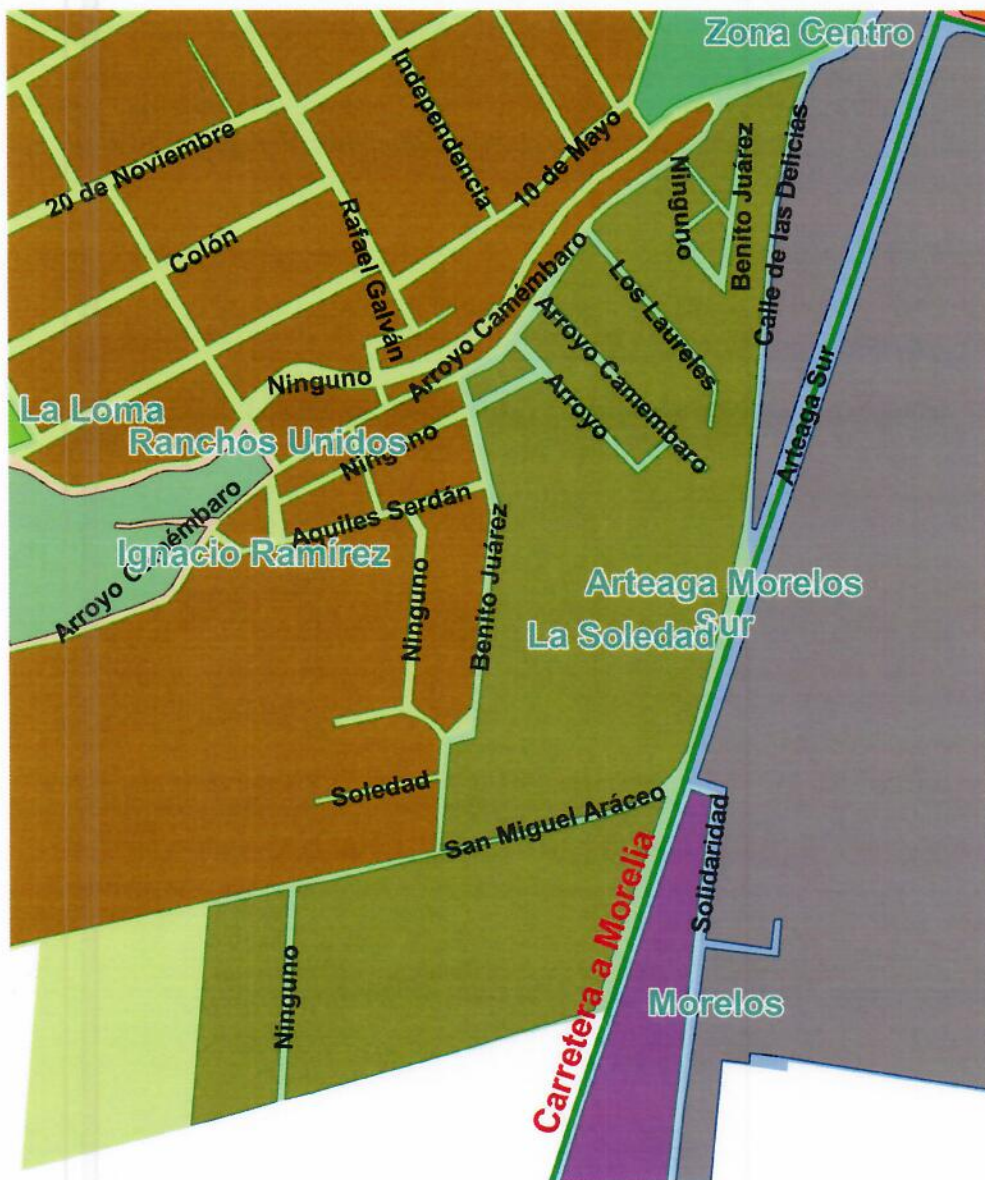 Zona Centro
Independencia
10 de Mayo
20 de Noviembre
Ninguno
Benito Juárez
Calle de las Delicias
Colón
Rafael Galván
Arroyo Camémbaro
Los Laureles
Arroyo Camembaro
Arteaga Sur
Ninguno
Arroyo
La Loma
Ranchos Unidos
Ninguno
Arroyo Camémbaro
Aquiles Serdán
Ignacio Ramírez
Ninguno
Benito Juárez
Arteaga Morelos
Sur
La Soledad
Soledad
San Miguel Aráceo
Carretera a Morelia
Solidaridad
Ninguno
Morelos